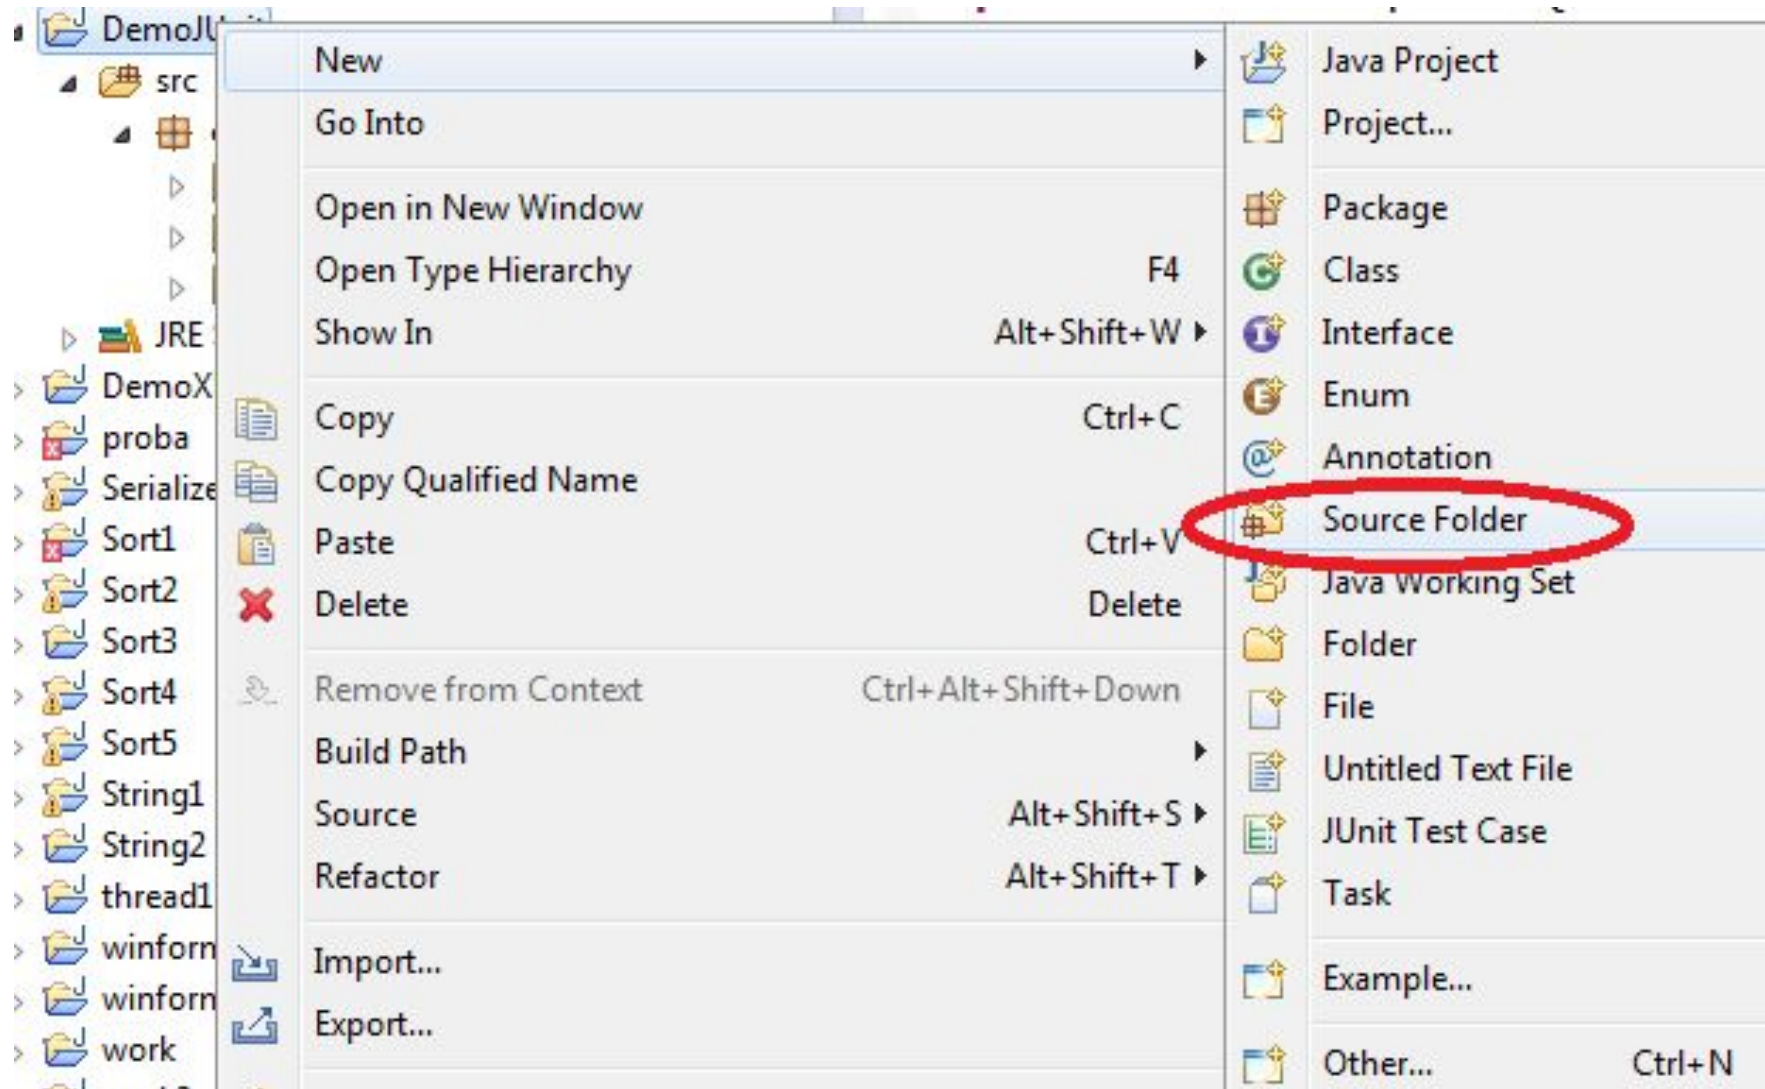 DemoJUnit
src
JRE
DemoX
proba
Serialize
Sort1
Sort2
Sort3
Sort4
Sort5
String1
String2
thread1
winform
winform
work
New
Go Into
Open in New Window
Open Type Hierarchy F4
Show In Alt+Shift+W
Copy Ctrl+C
Copy Qualified Name
Paste Ctrl+V
Delete Delete
Remove from Context Ctrl+Alt+Shift+Down
Build Path
Source Alt+Shift+S
Refactor Alt+Shift+T
Import...
Export...
Java Project
Project...
Package
Class
Interface
Enum
Annotation
Source Folder
Java Working Set
Folder
File
Untitled Text File
JUnit Test Case
Task
Example...
Other... Ctrl+N